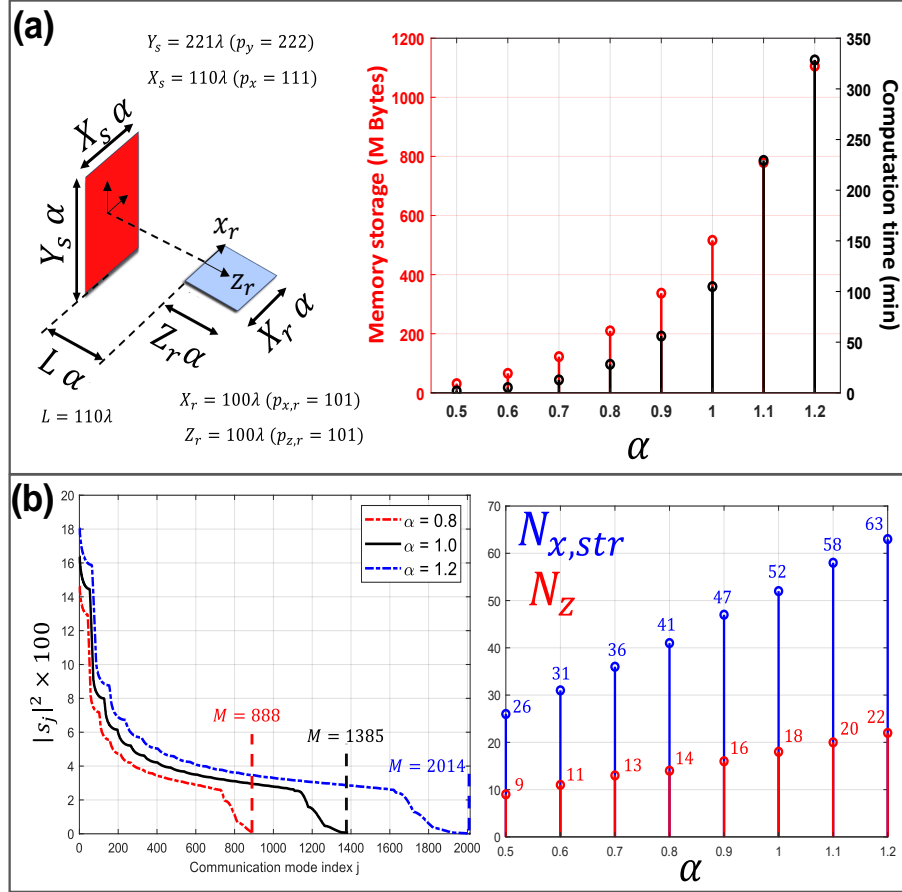 (a)
Y_s = 221λ (p_y = 222)
X_s = 110λ (p_x = 111)
X_s α
Y_s α
x_r
z_r
X_r α
Z_r α
L α
L = 110λ
X_r = 100λ (p_{x,r} = 101)
Z_r = 100λ (p_{z,r} = 101)
Memory storage (M Bytes)
1200
1000
800
600
400
200
0
350
300
250
200
150
100
50
0
Computation time (min)
0.5 0.6 0.7 0.8 0.9 1 1.1 1.2
α
(b)
|s_j|² × 100
20
18
16
14
12
10
8
6
4
2
0
α = 0.8
α = 1.0
α = 1.2
M = 888
M = 1385
M = 2014
0 200 400 600 800 1000 1200 1400 1600 1800 2000
Communication mode index j
N_{x,str}
N_z
70
60
50
40
30
20
10
0
26 31 36 41 47 52 58 63
9 11 13 14 16 18 20 22
0.5 0.6 0.7 0.8 0.9 1 1.1 1.2
α